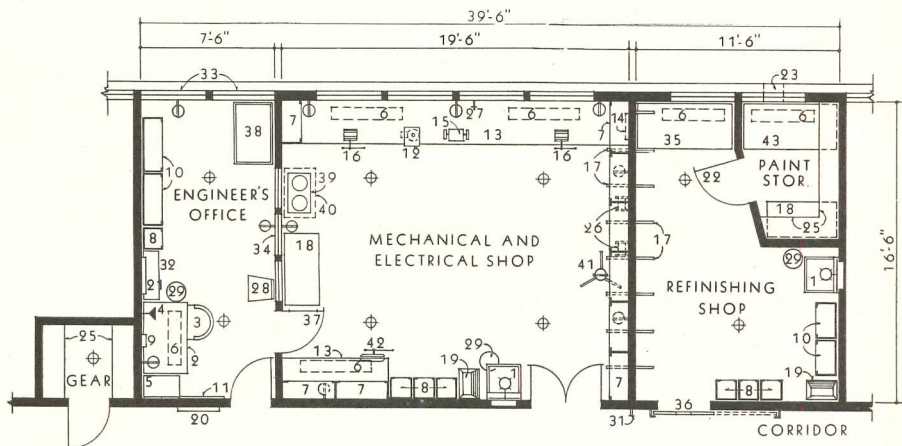 39'-6"
7'-6" 19'-6" 11'-6"
33 23
7 6 27 6 7 14 6 6
38 15 13 35 43
16 12 16 17 22 PAINT
10 39 STOR.
ENGINEER'S 40 18
OFFICE 25
8 34 18 MECHANICAL AND 26 17 16'-6"
32 ELECTRICAL SHOP 41 29 1
21 29 28 REFINISHING
4 3 37 SHOP 10
25 9 6 2 13 42 6 29
GEAR 5 11 7 7 8 19 1 7 8 19
20 31 36
CORRIDOR